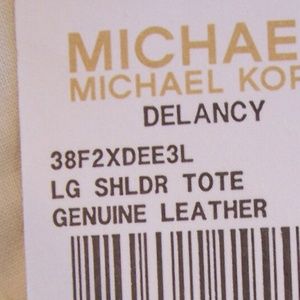 MICHAE
MICHAEL KOR
DELANCY
38F2XDEE3L
LG SHLDR TOTE
GENUINE LEATHER